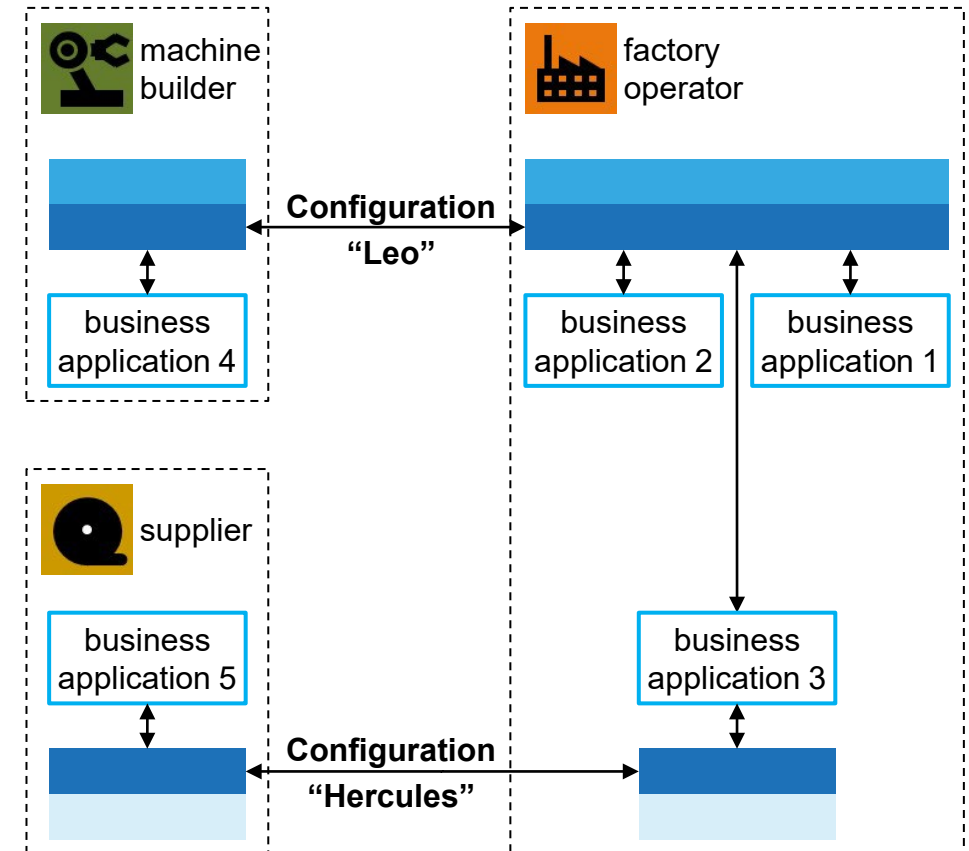 machine
builder
factory
operator
Configuration
“Leo”
business
application 4
business
application 2
business
application 1
supplier
business
application 5
business
application 3
Configuration
“Hercules”